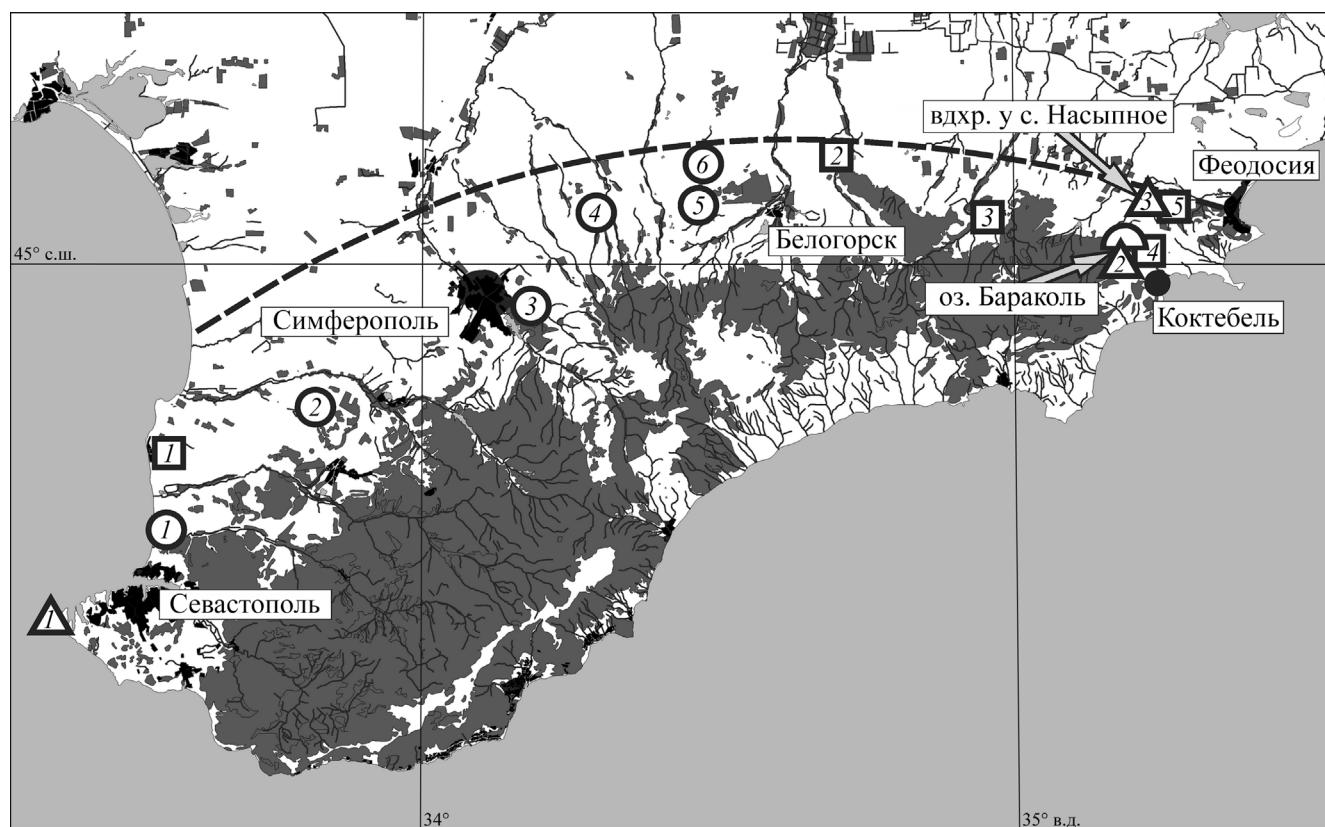 вдхр. у с. Насыпное
Феодосия
6
2
5
4
3
3
5
Белогорск
4
45° с.ш.
2
оз. Бараколь
Симферополь
3
Коктебель
2
1
1
Севастополь
1
34°
35° в.д.